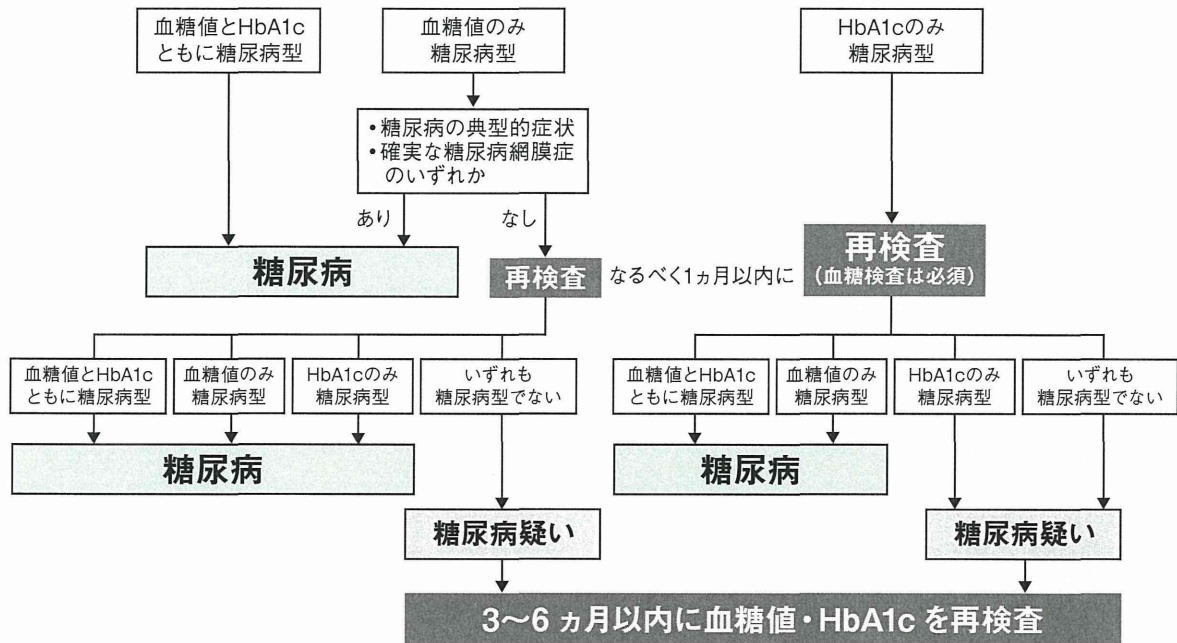 血糖値とHbA1c
ともに糖尿病型
血糖値のみ
糖尿病型
HbA1cのみ
糖尿病型
・糖尿病の典型的症状
・確実な糖尿病網膜症
のいずれか
あり
なし
糖尿病
再検査
なるべく1ヵ月以内に
再検査
(血糖検査は必須)
血糖値とHbA1c
ともに糖尿病型
血糖値のみ
糖尿病型
HbA1cのみ
糖尿病型
いずれも
糖尿病型でない
血糖値とHbA1c
ともに糖尿病型
血糖値のみ
糖尿病型
HbA1cのみ
糖尿病型
いずれも
糖尿病型でない
糖尿病
糖尿病
糖尿病疑い
糖尿病疑い
3〜6 ヵ月以内に血糖値・HbA1c を再検査